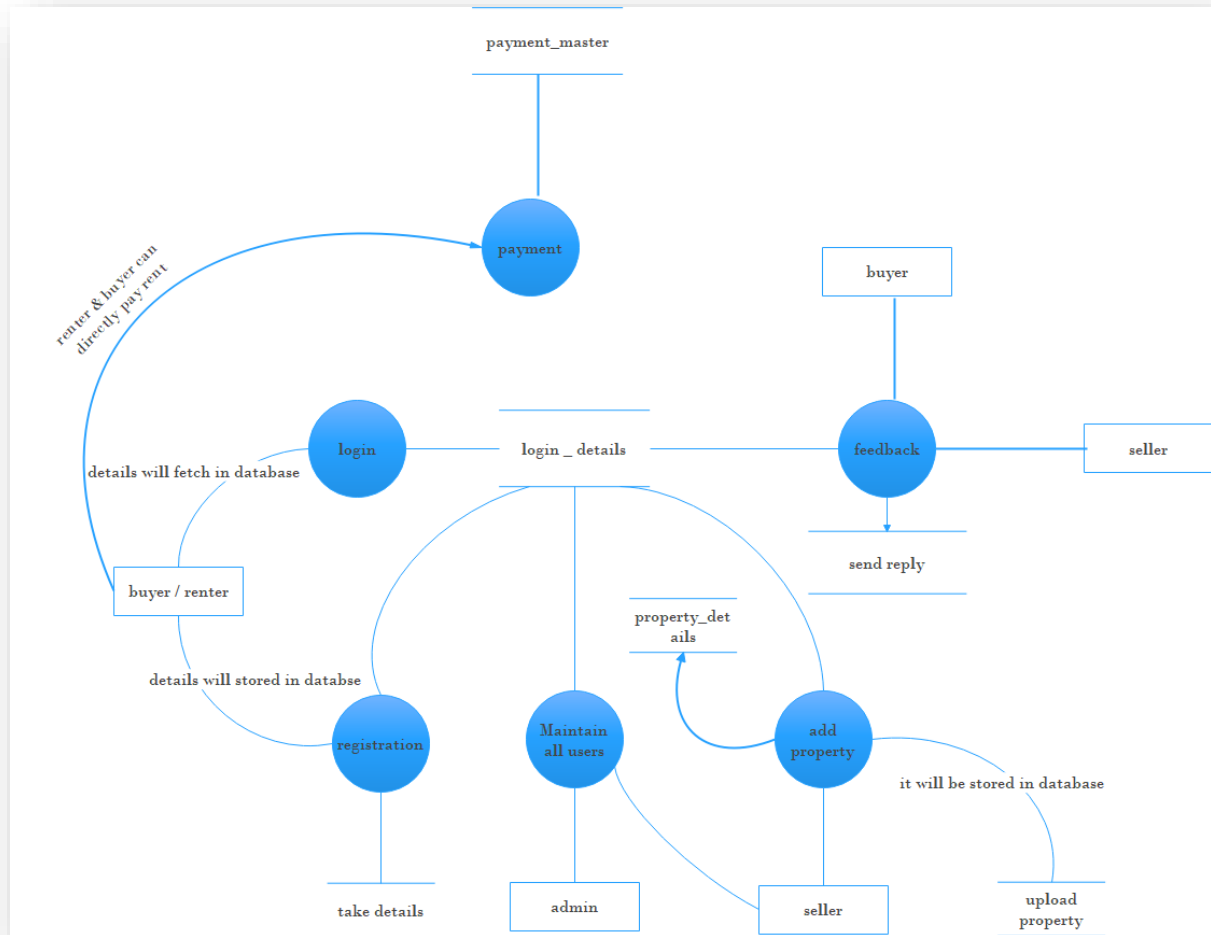 payment_master
payment
renter & buyer can
directly pay rent
buyer
login
login _ details
feedback
seller
details will fetch in database
send reply
buyer / renter
property_det
ails
details will stored in databse
registration
Maintain
all users
add
property
it will be stored in database
take details
admin
seller
upload
property